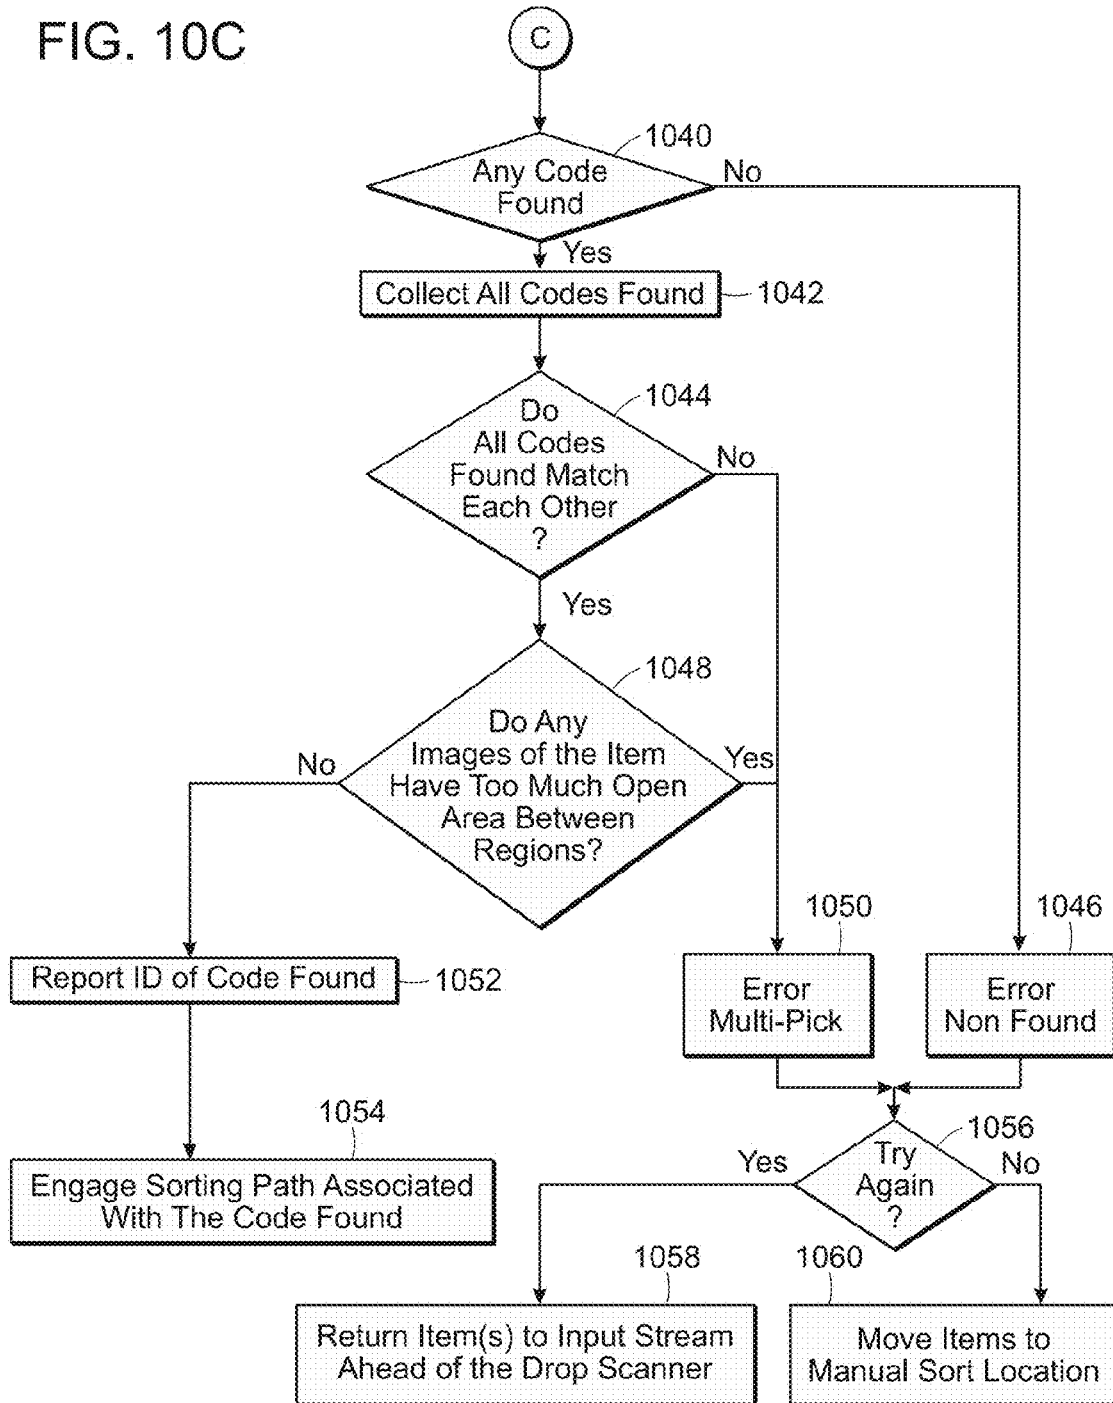 FIG. 10C
C
1040
Any Code
Found
No
Yes
Collect All Codes Found
1042
1044
Do
All Codes
Found Match
Each Other
?
No
Yes
1048
Do Any
Images of the Item
Have Too Much Open
Area Between
Regions?
No
Yes
Report ID of Code Found
1052
1050
Error
Multi-Pick
1046
Error
Non Found
1054
Engage Sorting Path Associated
With The Code Found
1056
Try
Again
?
Yes
No
1058
Return Item(s) to Input Stream
Ahead of the Drop Scanner
1060
Move Items to
Manual Sort Location